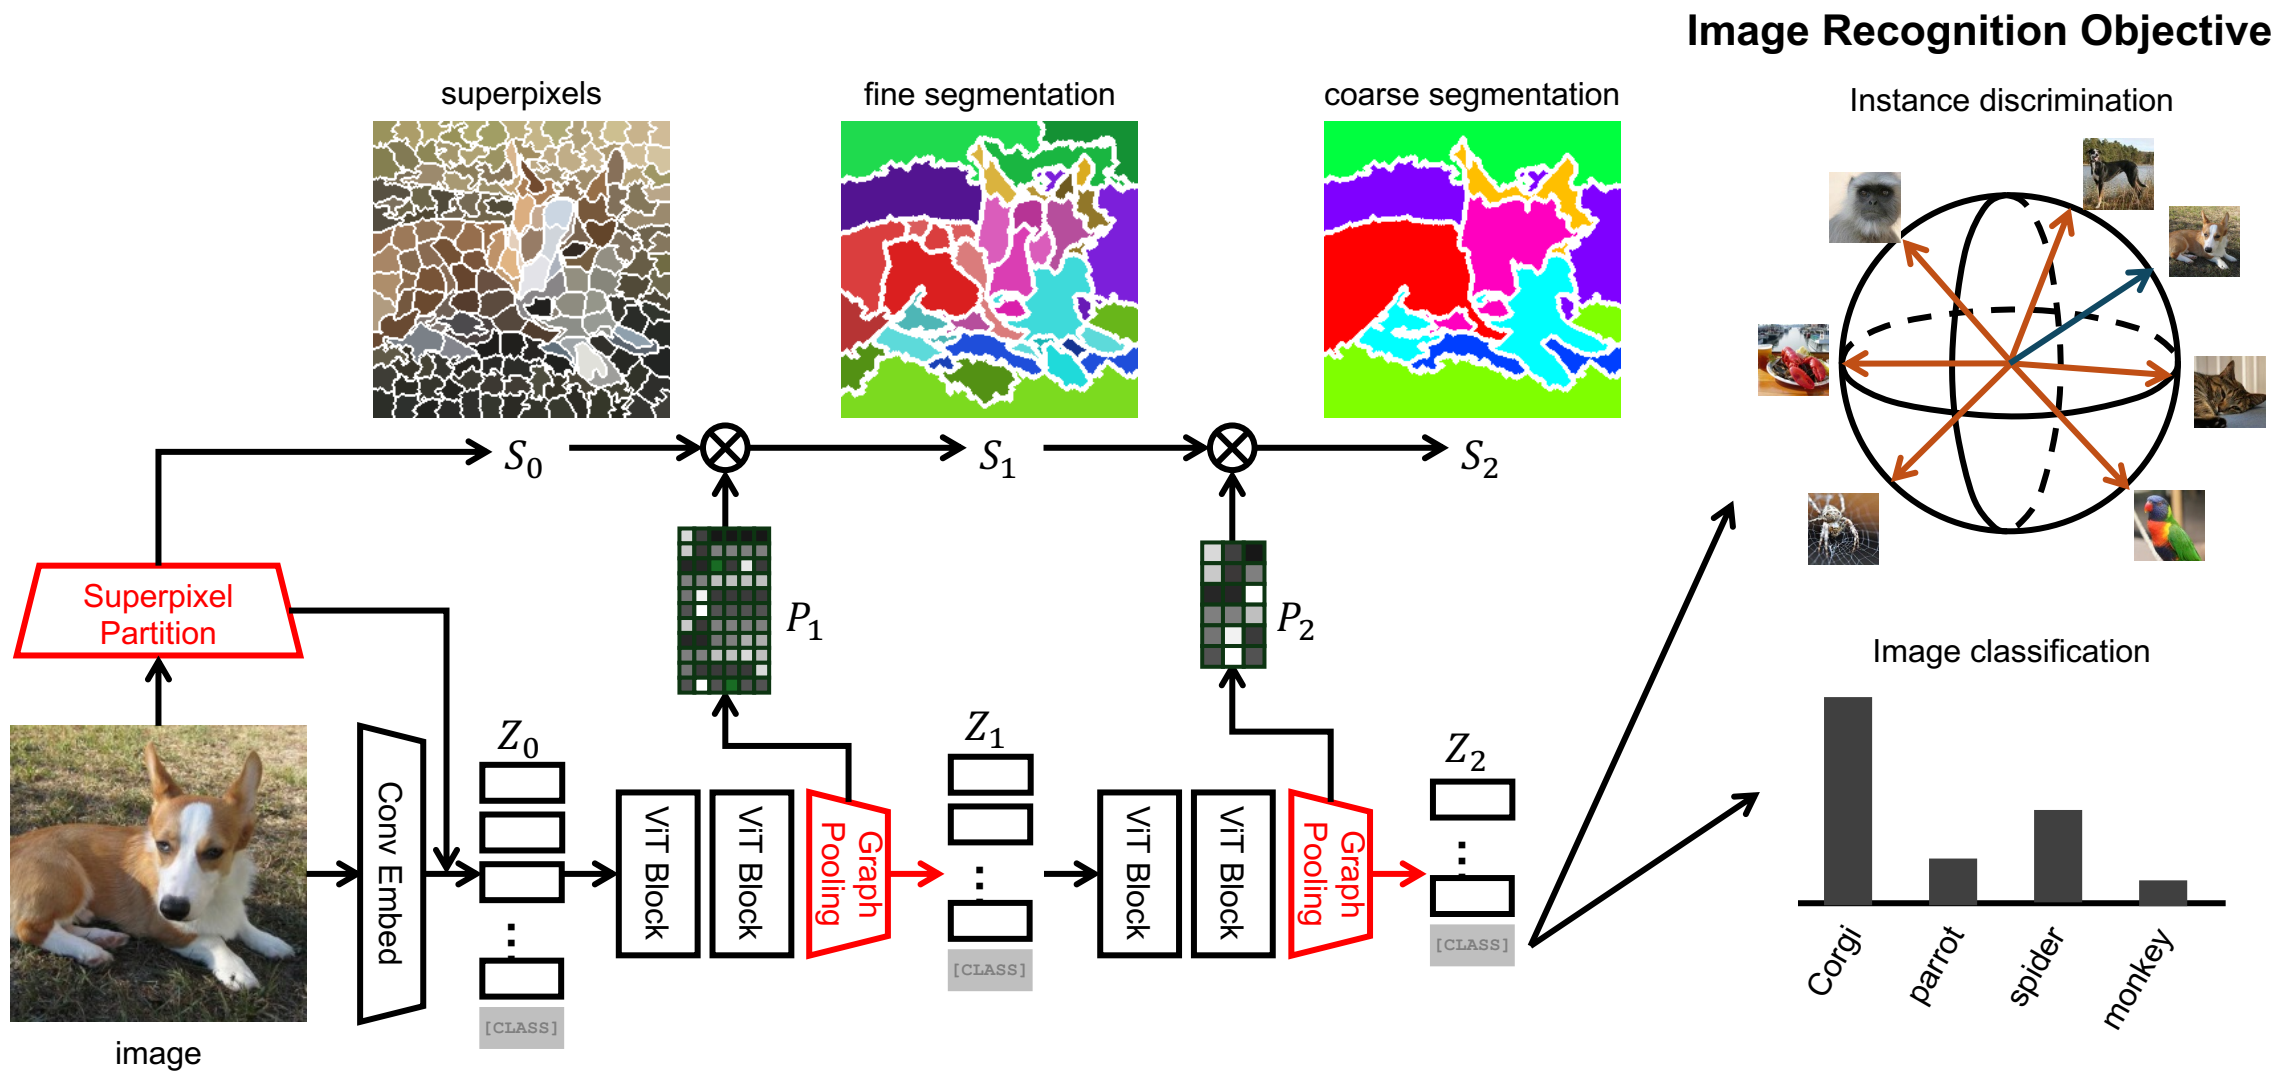 Image Recognition Objective
superpixels
fine segmentation
coarse segmentation
Instance discrimination
S0
S1
S2
Superpixel
Partition
P1
P2
Image classification
Z0
Z1
Z2
Conv Embed
ViT Block
ViT Block
Graph
Pooling
ViT Block
ViT Block
Graph
Pooling
[CLASS]
[CLASS]
[CLASS]
Corgi
parrot
spider
monkey
image